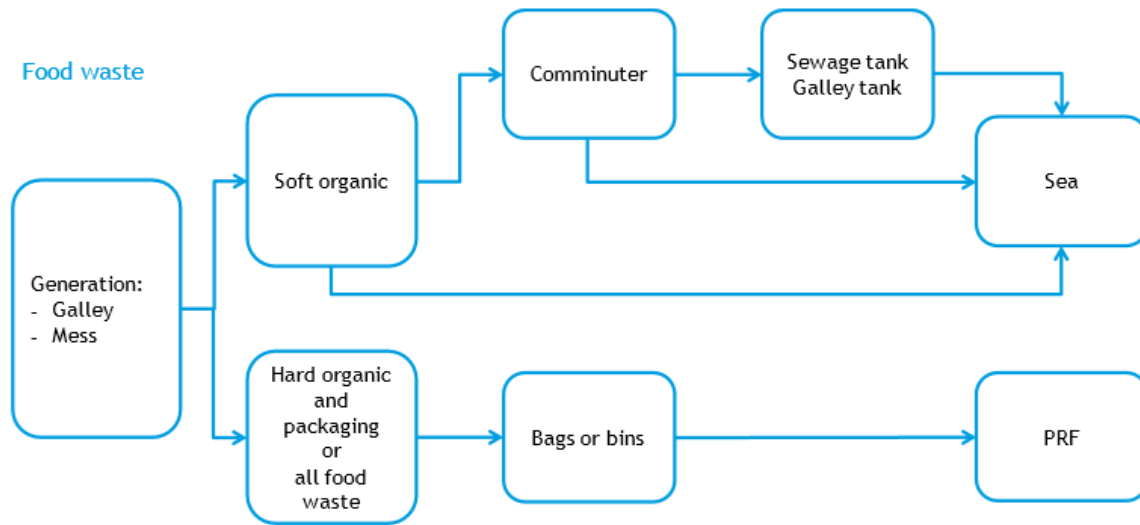 Food waste
Generation:
- Galley
- Mess
Soft organic
Comminuter
Sewage tank
Galley tank
Sea
Hard organic
and
packaging
or
all food
waste
Bags or bins
PRF